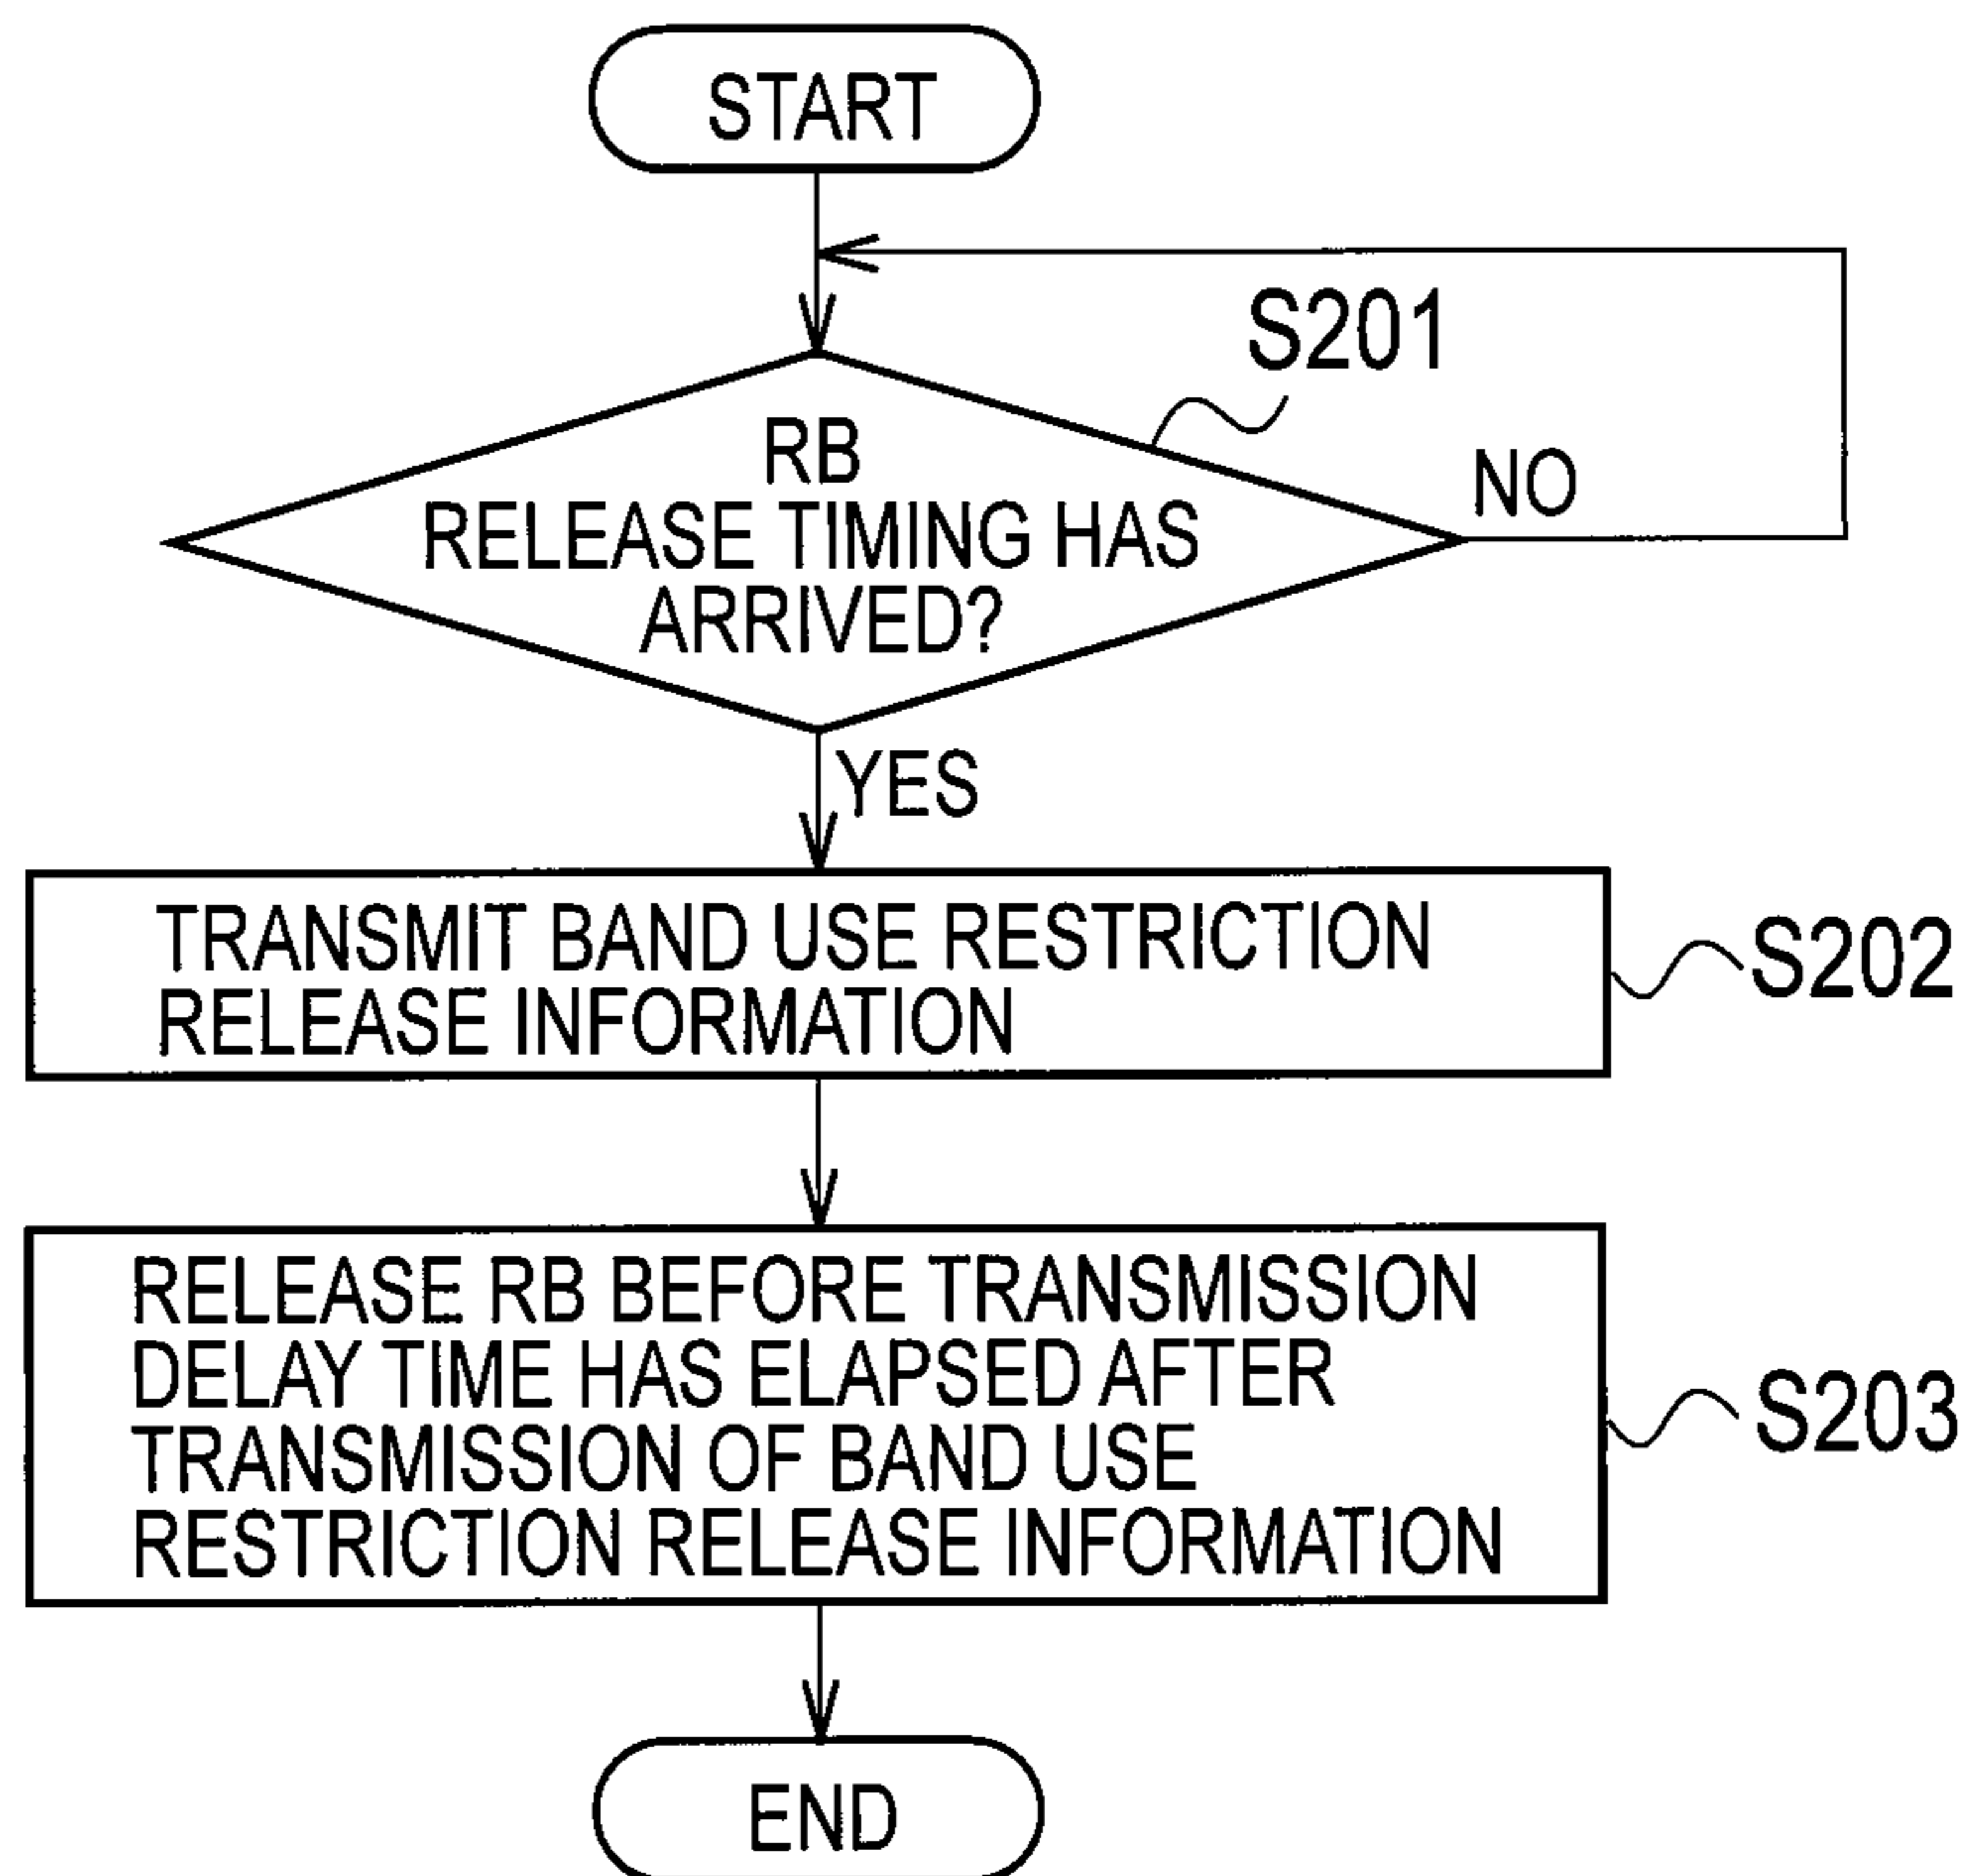 START
S201
RB
RELEASE TIMING HAS
ARRIVED?
NO
YES
TRANSMIT BAND USE RESTRICTION
RELEASE INFORMATION
S202
RELEASE RB BEFORE TRANSMISSION
DELAY TIME HAS ELAPSED AFTER
TRANSMISSION OF BAND USE
RESTRICTION RELEASE INFORMATION
S203
END